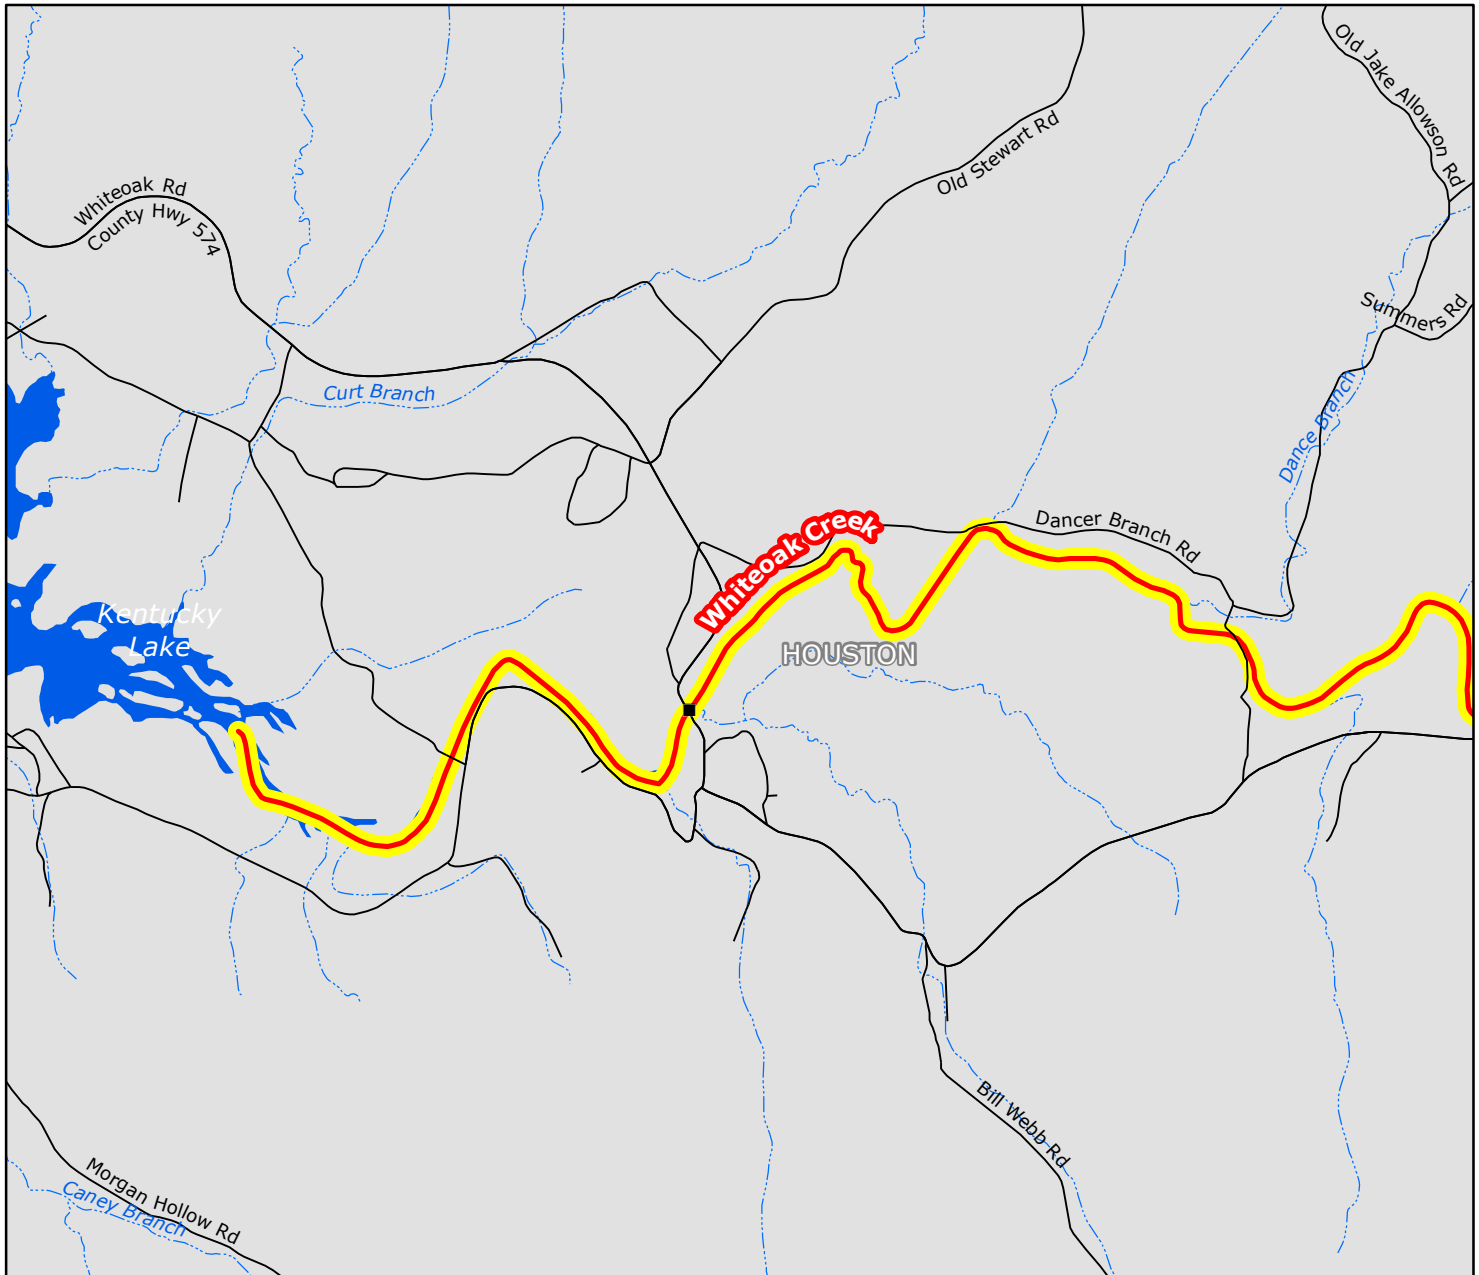 Old Jake Allowson Rd
Old Stewart Rd
Whiteoak Rd
County Hwy 574
Summers Rd
Curt Branch
Dance Branch
Dancer Branch Rd
Whiteoak Creek
Kentucky
Lake
HOUSTON
Bill Webb Rd
Morgan Hollow Rd
Caney Branch